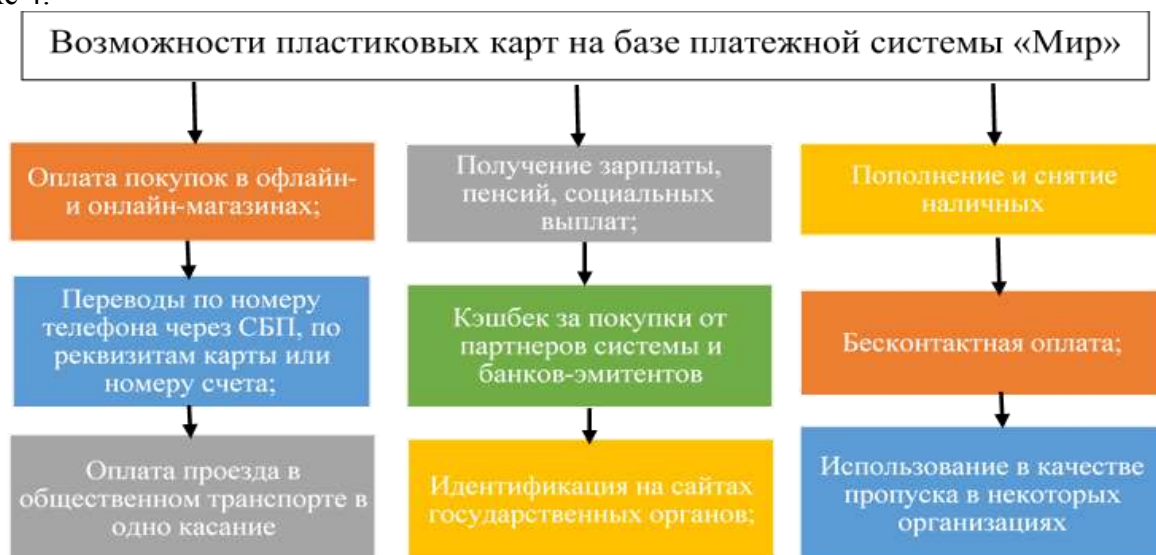 Возможности пластиковых карт на базе платежной системы «Мир»
Оплата покупок в офлайн-
и онлайн-магазинах;
Получение зарплаты,
пенсий, социальных
выплат;
Пополнение и снятие
наличных
Переводы по номеру
телефона через СБП, по
реквизитам карты или
номеру счета;
Кэшбек за покупки от
партнеров системы и
банков-эмитентов
Бесконтактная оплата;
Оплата проезда в
общественном транспорте в
одно касание
Идентификация на сайтах
государственных органов;
Использование в качестве
пропуска в некоторых
организациях